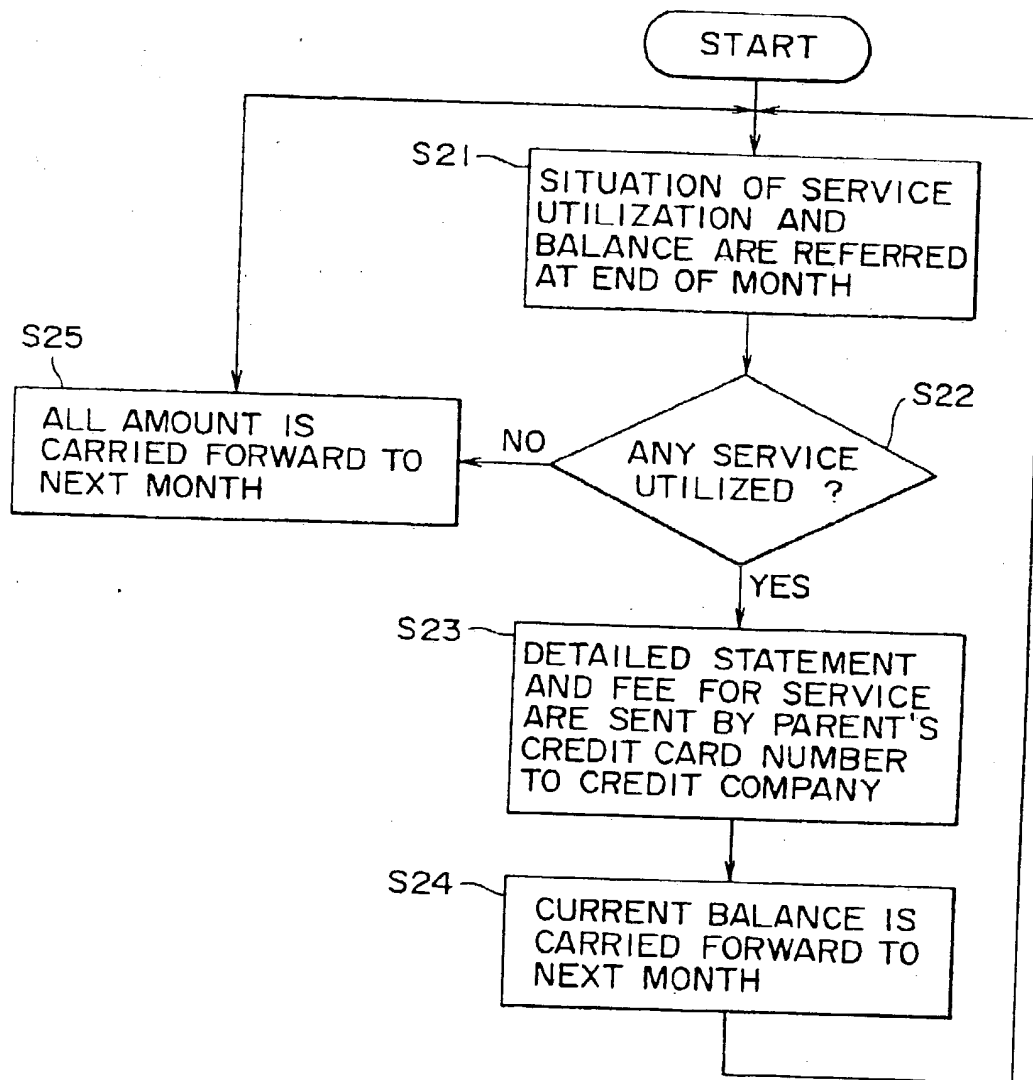 START
S21
SITUATION OF SERVICE
UTILIZATION AND
BALANCE ARE REFERRED
AT END OF MONTH
S22
ANY SERVICE
UTILIZED ?
NO
YES
S25
ALL AMOUNT IS
CARRIED FORWARD TO
NEXT MONTH
S23
DETAILED STATEMENT
AND FEE FOR SERVICE
ARE SENT BY PARENT'S
CREDIT CARD NUMBER
TO CREDIT COMPANY
S24
CURRENT BALANCE IS
CARRIED FORWARD TO
NEXT MONTH